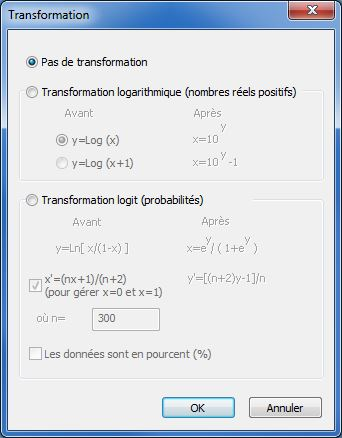 Transformation
Pas de transformation
Transformation logarithmique (nombres réels positifs)
Avant Après
y=Log (x) x=10^y
y=Log (x+1) x=10^y-1
Transformation logit (probabilités)
Avant Après
y=Ln[ x/(1-x) ] x=e^y/ ( 1+e^y )
x'=(nx+1)/(n+2) y'=[(n+2)y-1]/n
(pour gérer x=0 et x=1)
où n= 300
Les données sont en pourcent (%)
OK Annuler